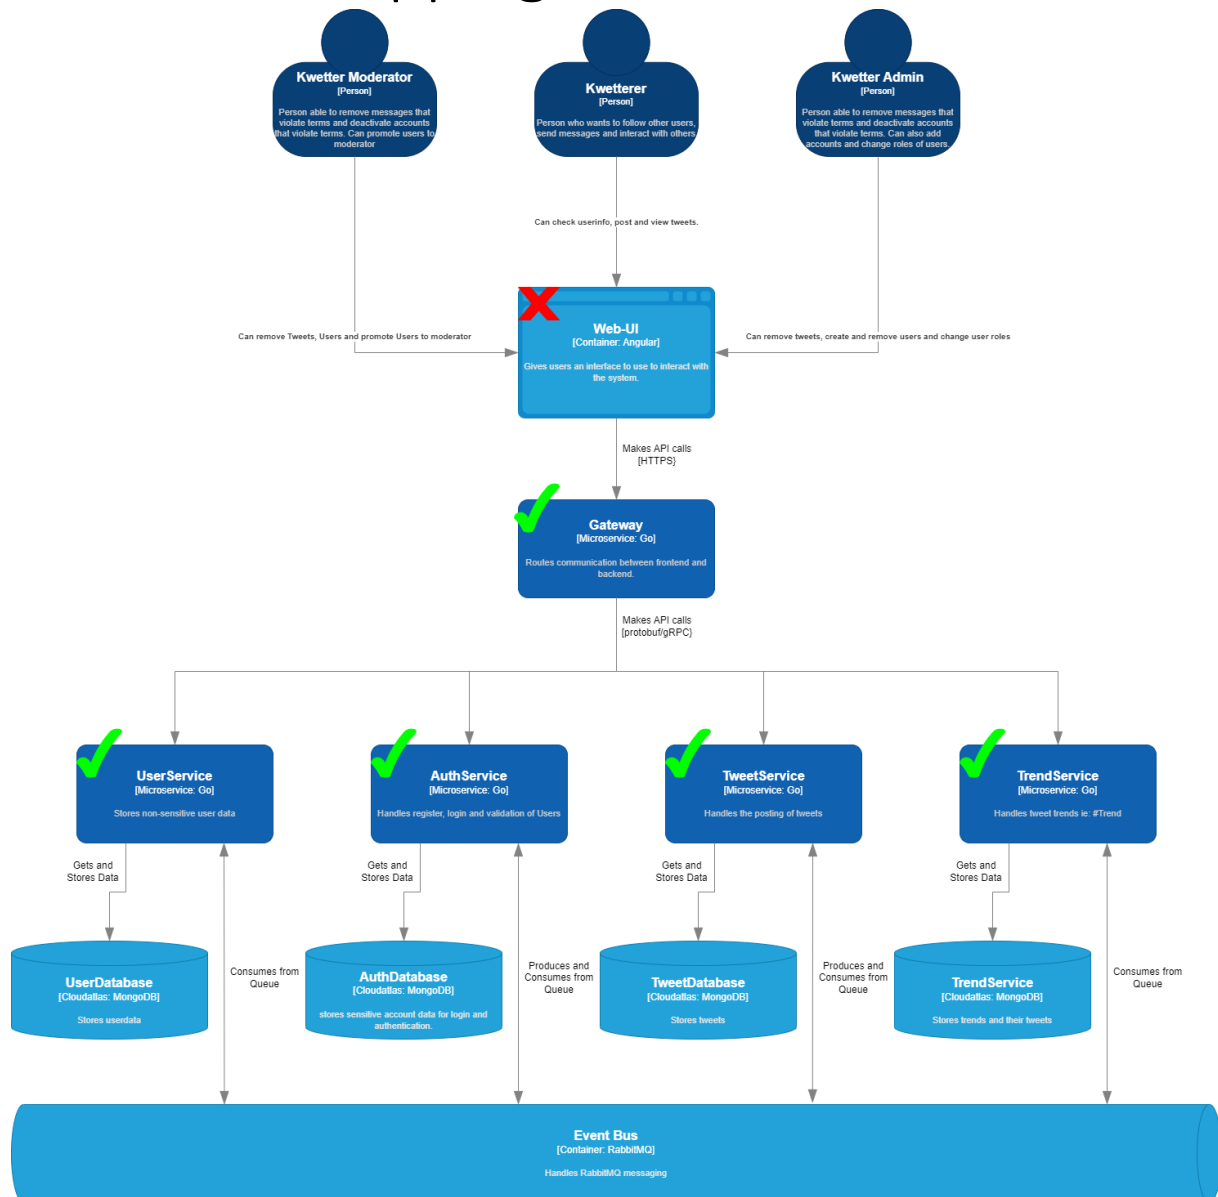 Kwetter Moderator
[Person]
Person able to remove messages that
violate terms and deactivate accounts
that violate terms. Can promote users to
moderator
Kwetterer
[Person]
Person who wants to follow other users,
send messages and interact with others
Kwetter Admin
[Person]
Person able to remove messages that
violate terms and deactivate accounts
that violate terms. Can also add
accounts and change roles of users.
Can check userinfo, post and view tweets.
Can remove Tweets, Users and promote Users to moderator
Web-UI
[Container: Angular]
Gives users an interface to use to interact with
the system.
Can remove tweets, create and remove users and change user roles
Makes API calls
[HTTPS}
Gateway
[Microservice: Go]
Routes communication between frontend and
backend.
Makes API calls
[protobuf/gRPC}
UserService
[Microservice: Go]
Stores non-sensitive user data
AuthService
[Microservice: Go]
Handles register, login and validation of Users
TweetService
[Microservice: Go]
Handles the posting of tweets
TrendService
[Microservice: Go]
Handles tweet trends ie: #Trend
Gets and
Stores Data
Gets and
Stores Data
Gets and
Stores Data
Gets and
Stores Data
UserDatabase
[Cloudatlas: MongoDB]
Stores userdata
Consumes from
Queue
AuthDatabase
[Cloudatlas: MongoDB]
stores sensitive account data for login and
authentication.
Produces and
Consumes from
Queue
TweetDatabase
[Cloudatlas: MongoDB]
Stores tweets
Produces and
Consumes from
Queue
TrendService
[Cloudatlas: MongoDB]
Stores trends and their tweets
Consumes from
Queue
Event Bus
[Container: RabbitMQ]
Handles RabbitMQ messaging